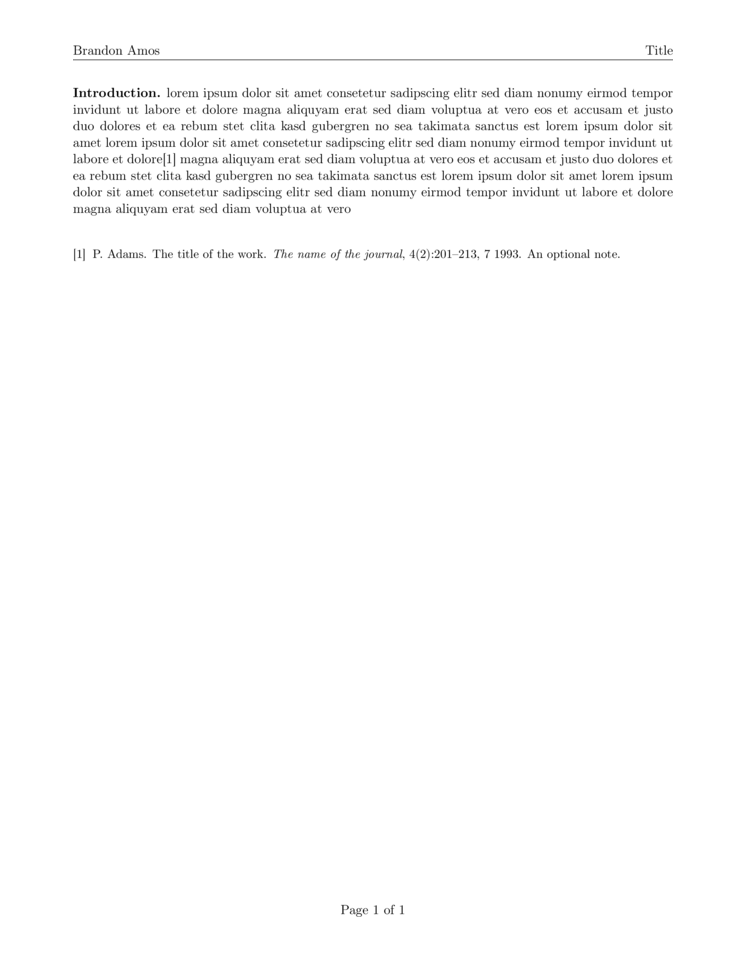 Brandon Amos Title
Introduction. lorem ipsum dolor sit amet consetetur sadipscing elitr sed diam nonumy eirmod tempor
invidunt ut labore et dolore magna aliquyam erat sed diam voluptua at vero eos et accusam et justo
duo dolores et ea rebum stet clita kasd gubergren no sea takimata sanctus est lorem ipsum dolor sit
amet lorem ipsum dolor sit amet consetetur sadipscing elitr sed diam nonumy eirmod tempor invidunt ut
labore et dolore[1] magna aliquyam erat sed diam voluptua at vero eos et accusam et justo duo dolores et
ea rebum stet clita kasd gubergren no sea takimata sanctus est lorem ipsum dolor sit amet lorem ipsum
dolor sit amet consetetur sadipscing elitr sed diam nonumy eirmod tempor invidunt ut labore et dolore
magna aliquyam erat sed diam voluptua at vero
[1] P. Adams. The title of the work. The name of the journal, 4(2):201–213, 7 1993. An optional note.
Page 1 of 1